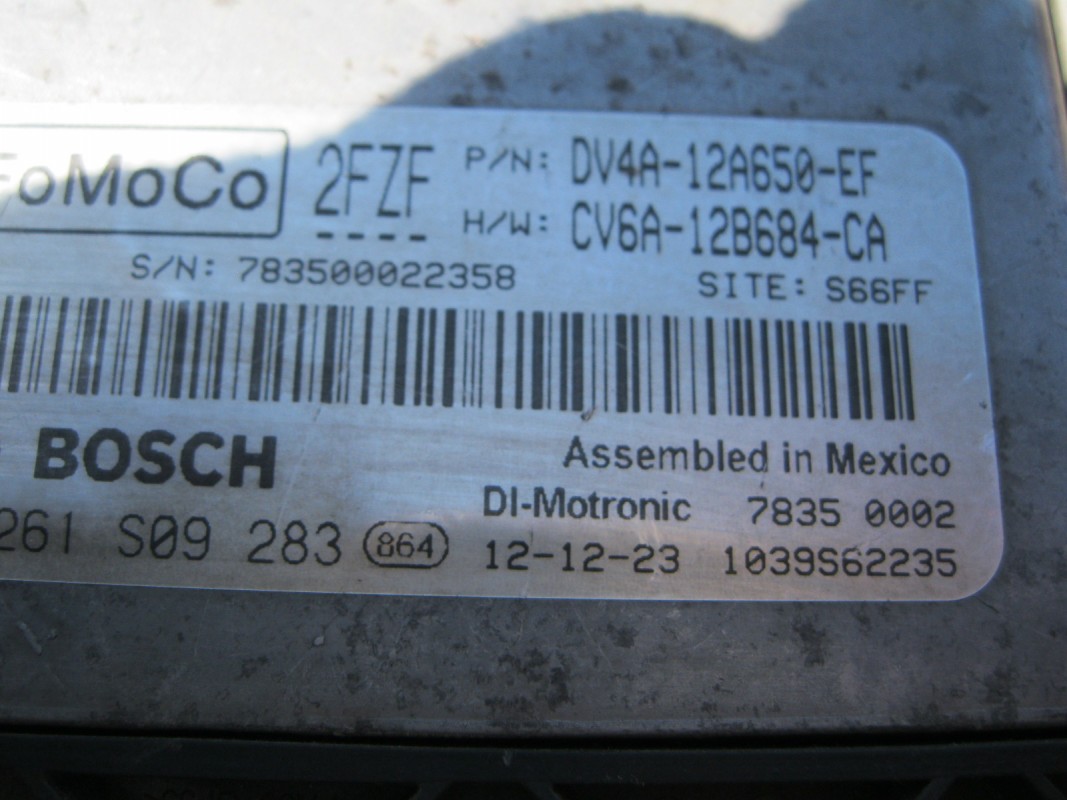 FoMoCo 2FZF P/N: DV4A-12A650-EF
H/W: CV6A-12B684-CA
S/N: 783500022358 SITE: S66FF
BOSCH Assembled in Mexico
DI-Motronic 7835 0002
261 S09 283 864 12-12-23 1039S62235